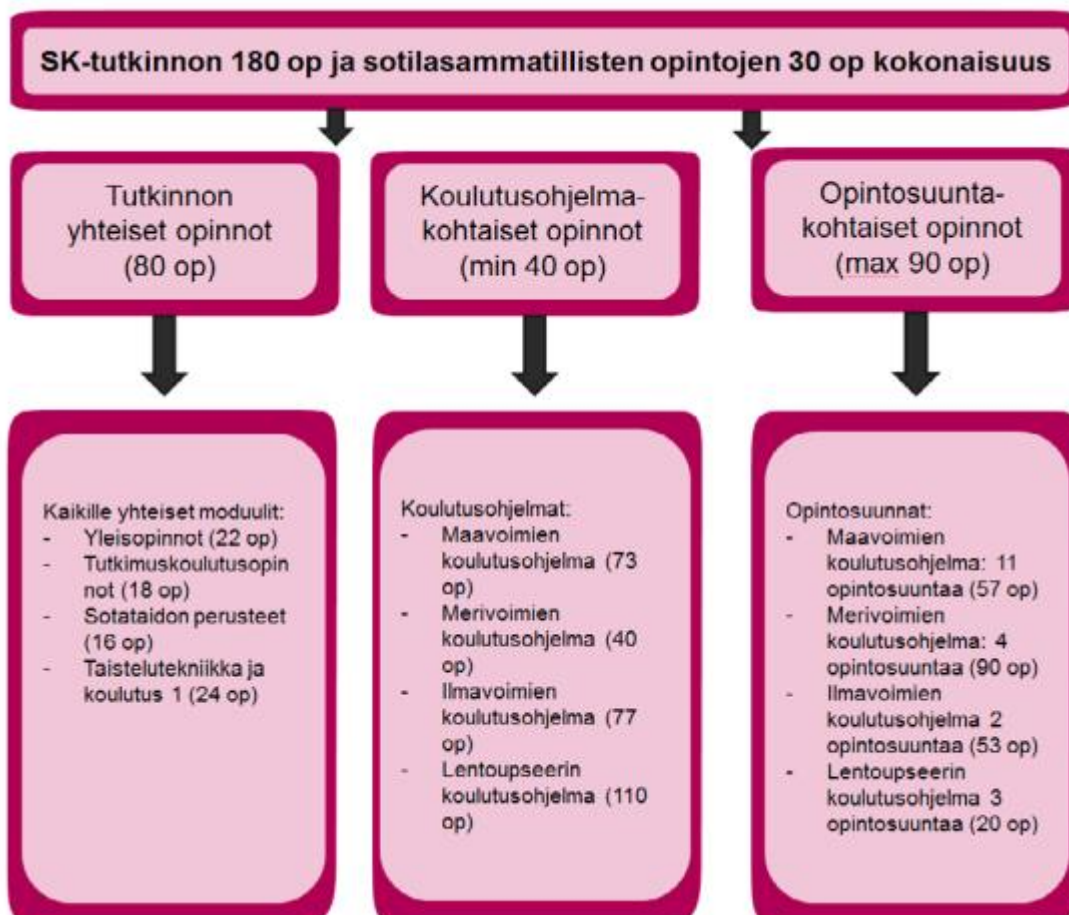 SK-tutkinnon 180 op ja sotilasammatillisten opintojen 30 op kokonaisuus
Tutkinnon
yhteiset opinnot
(80 op)
Koulutusohjelma-
kohtaiset opinnot
(min 40 op)
Opintosuunta-
kohtaiset opinnot
(max 90 op)
Kaikille yhteiset moduulit:
- Yleisopinnot (22 op)
- Tutkimuskoulutusopin
not (18 op)
- Sotataidon perusteet
(16 op)
- Taistelutekniikka ja
koulutus 1 (24 op)
Koulutusohjelmat:
- Maavoimien
koulutusohjelma (73
op)
- Merivoimien
koulutusohjelma (40
op)
- Ilmavoimien
koulutusohjelma (77
op)
- Lentoupseerin
koulutusohjelma (110
op)
Opintosuunnat:
- Maavoimien
koulutusohjelma: 11
opintosuuntaa (57 op)
- Merivoimien
koulutusohjelma: 4
opintosuuntaa (90 op)
- Ilmavoimien
koulutusohjelma 2
opintosuuntaa (53 op)
- Lentoupseerin
koulutusohjelma 3
opintosuuntaa (20 op)